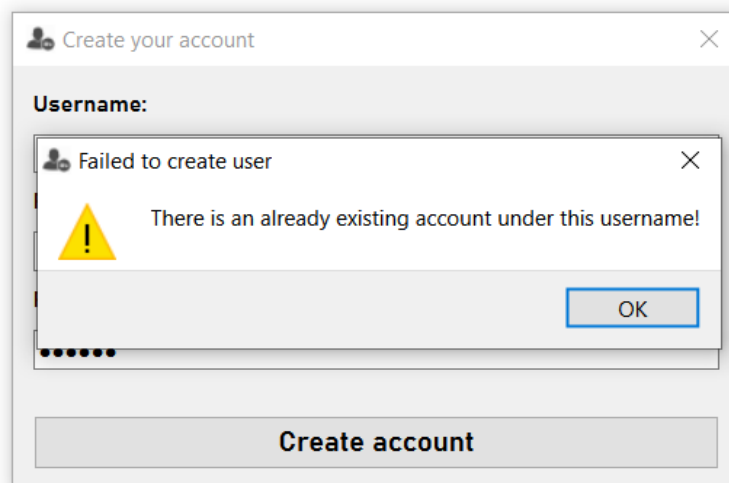 Create your account
Username:
Failed to create user
There is an already existing account under this username!
OK
Create account